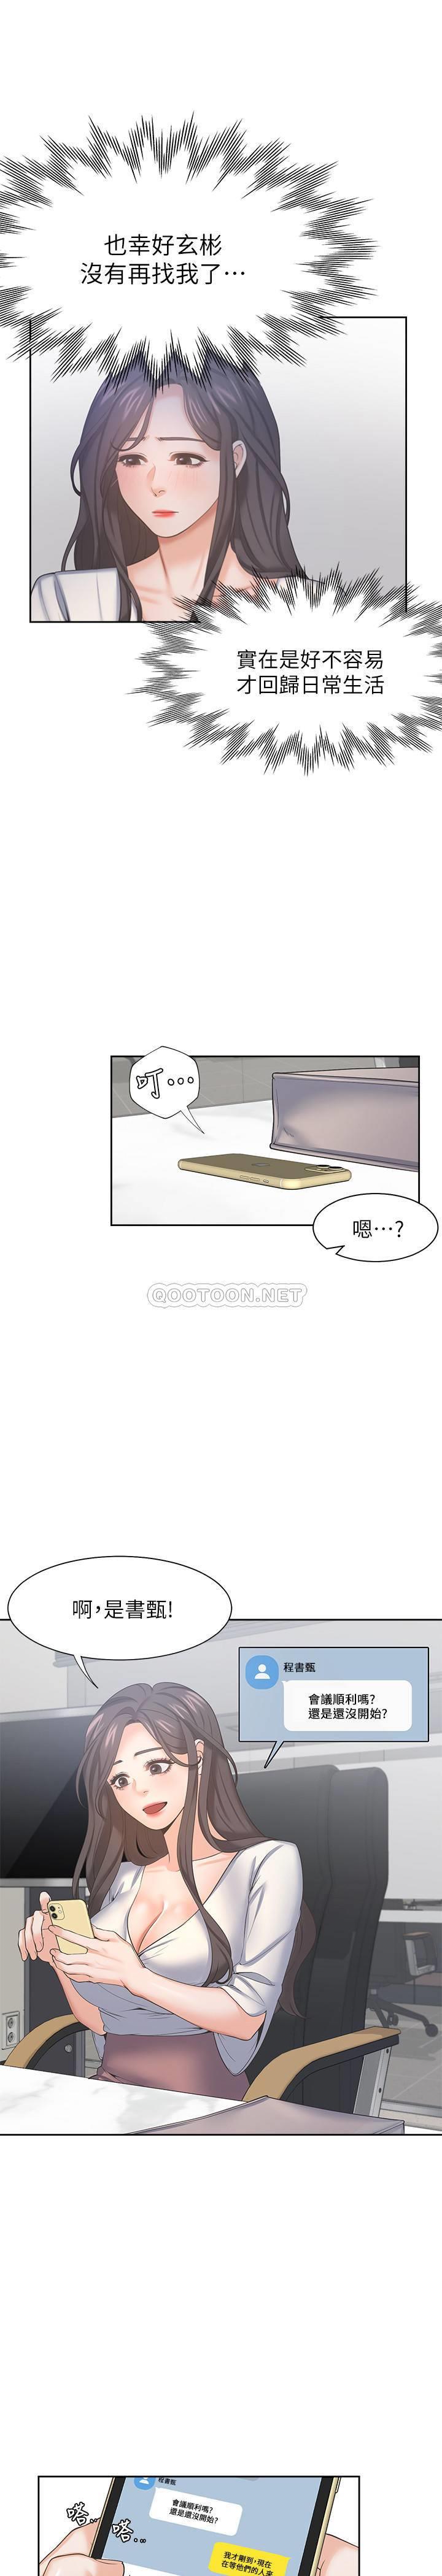 也幸好玄彬
沒有再找我了…
實在是好不容易
才回歸日常生活
叮…
嗯…?
QOOTOON.NET
啊,是書甄!
程書甄
會議順利嗎?
還是還沒開始?
程書甄
會議順利嗎?
還是還沒開始?
嗒…
嗒…
我才剛到,現在
在等他們的人來